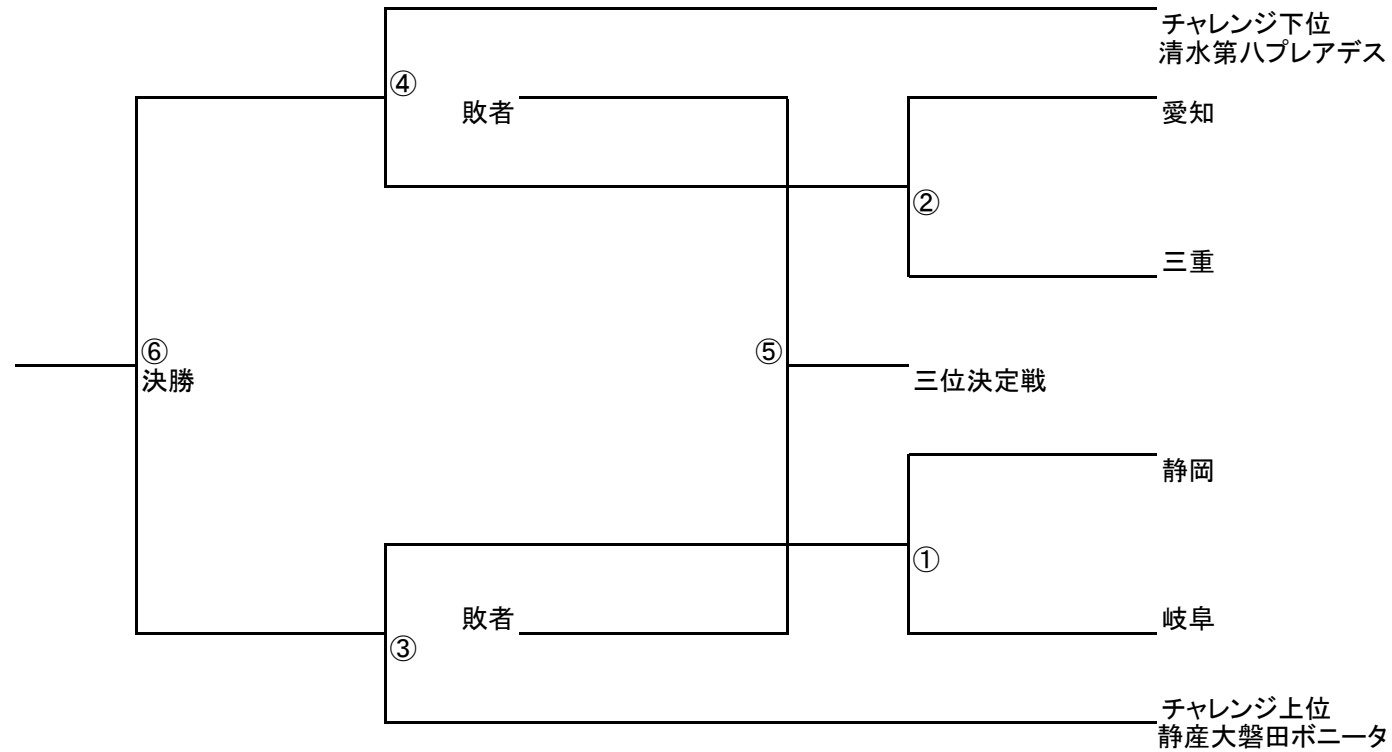 チャレンジ下位
清水第八プレアデス
④
敗者
愛知
②
三重
⑥
決勝
⑤
三位決定戦
静岡
①
敗者
岐阜
③
チャレンジ上位
静産大磐田ボニータ